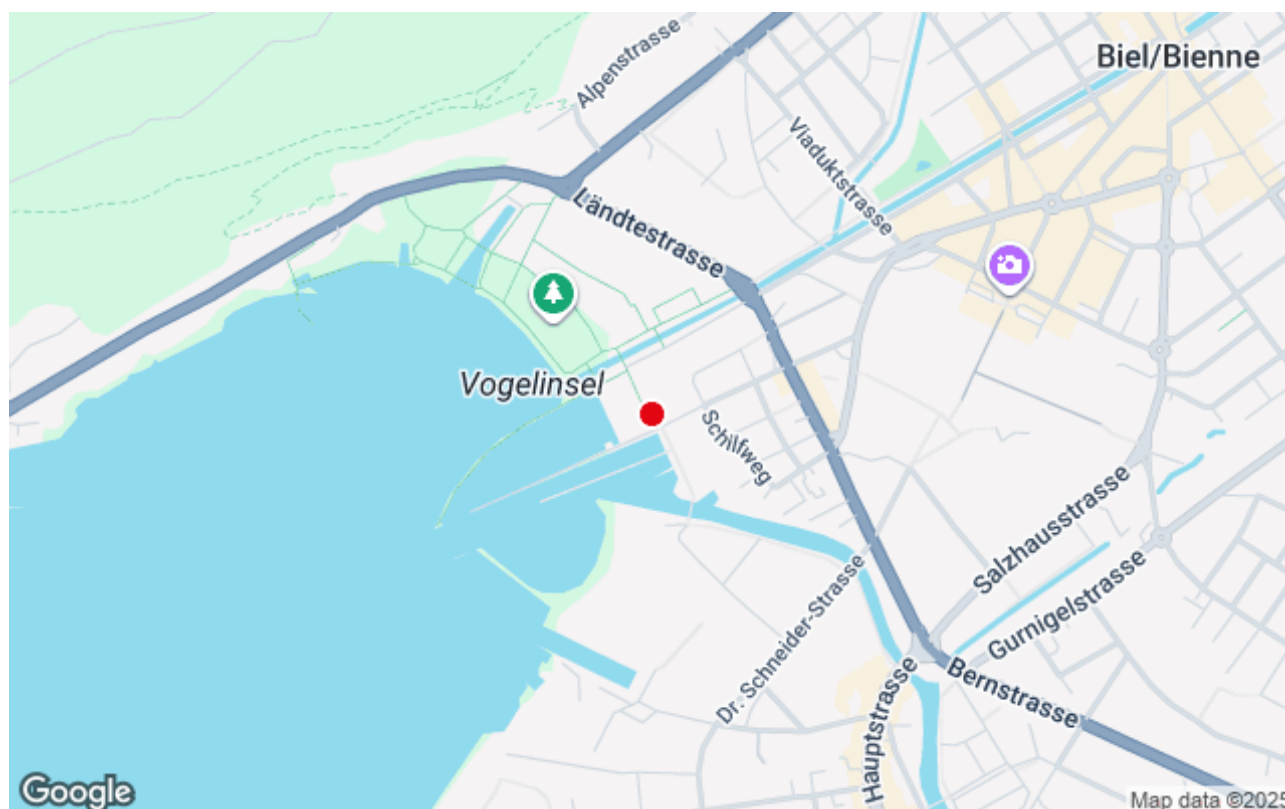 Biel/Bienne
Alpenstrasse
Viaduktstrasse
Ländtestrasse
Vogelinsel
Schilfweg
Salzhausstrasse
Gurnigelstrasse
Dr. Schneider-Strasse
Bernstrasse
Hauptstrasse
Google
Map data ©2025